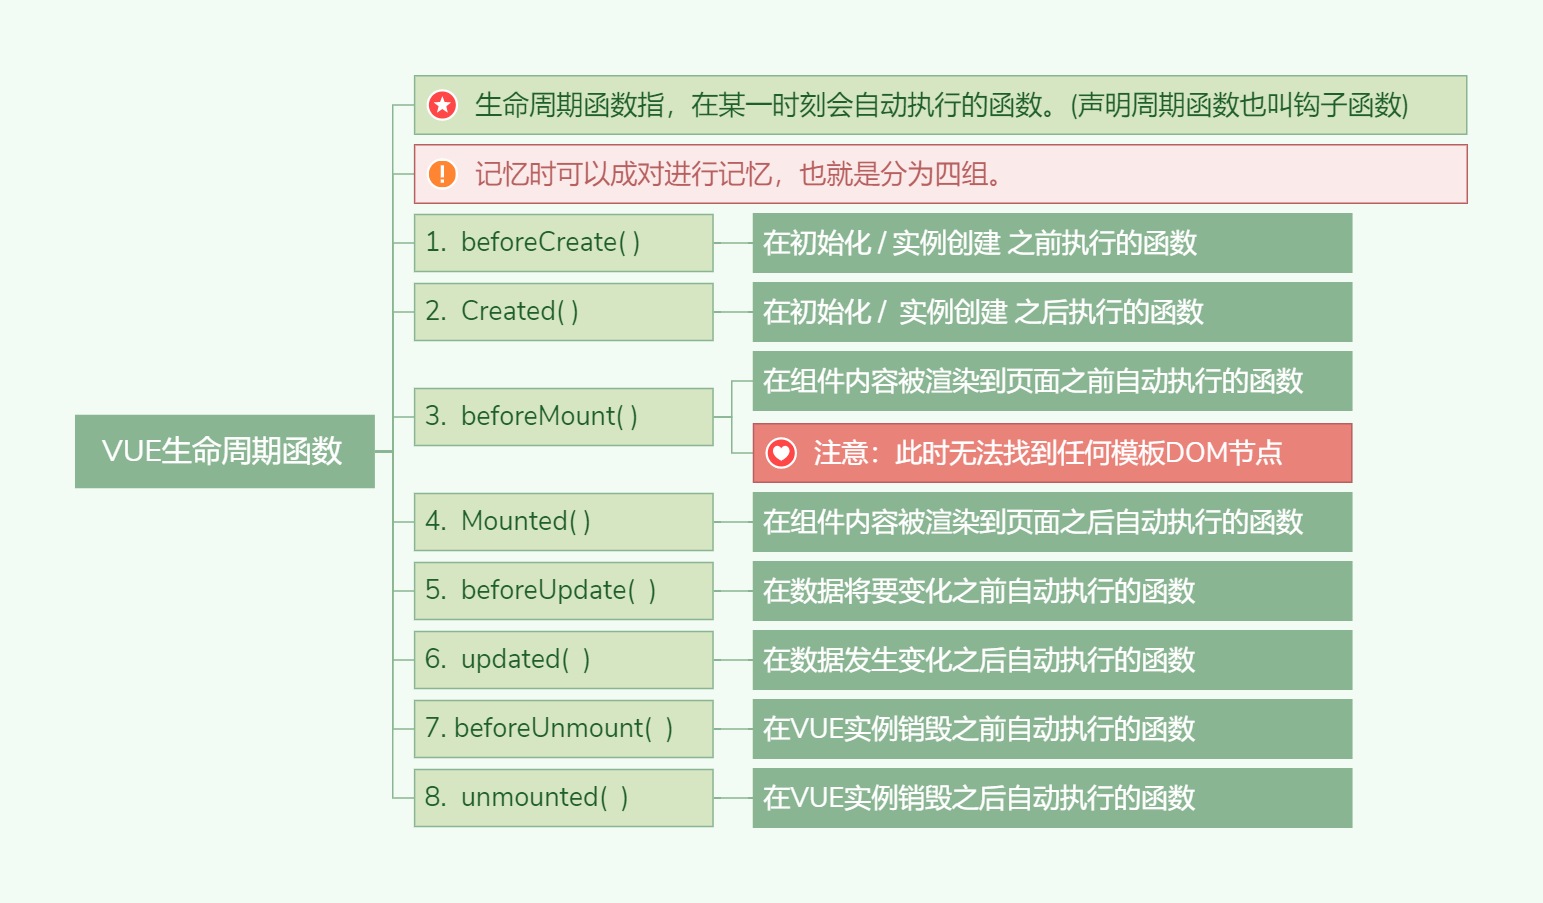 VUE生命周期函数
生命周期函数指，在某一时刻会自动执行的函数。(声明周期函数也叫钩子函数)
记忆时可以成对进行记忆，也就是分为四组。
1. beforeCreate( )
在初始化 / 实例创建 之前执行的函数
2. Created( )
在初始化 / 实例创建 之后执行的函数
3. beforeMount( )
在组件内容被渲染到页面之前自动执行的函数
注意：此时无法找到任何模板DOM节点
4. Mounted( )
在组件内容被渲染到页面之后自动执行的函数
5. beforeUpdate( )
在数据将要变化之前自动执行的函数
6. updated( )
在数据发生变化之后自动执行的函数
7. beforeUnmount( )
在VUE实例销毁之前自动执行的函数
8. unmounted( )
在VUE实例销毁之后自动执行的函数